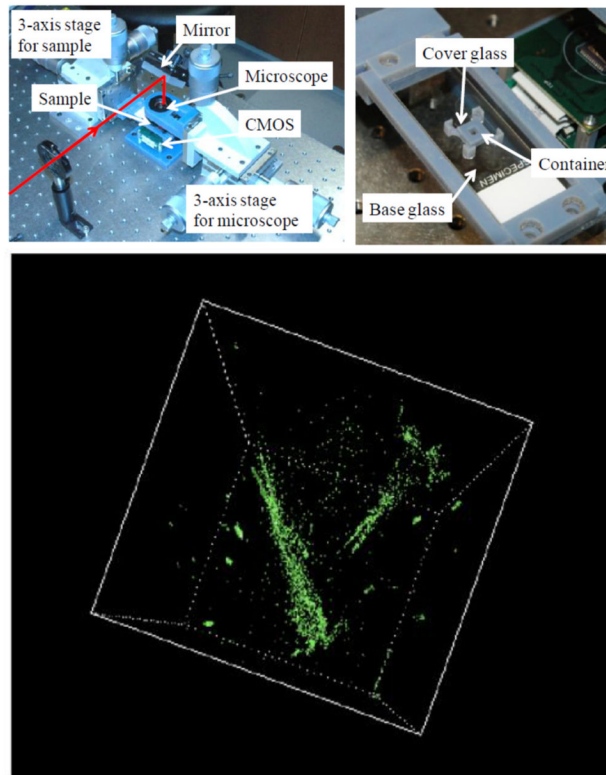 3-axis stage
for sample
Mirror
Microscope
Sample
CMOS
3-axis stage
for microscope
Cover glass
Container
Base glass
SPECIMEN